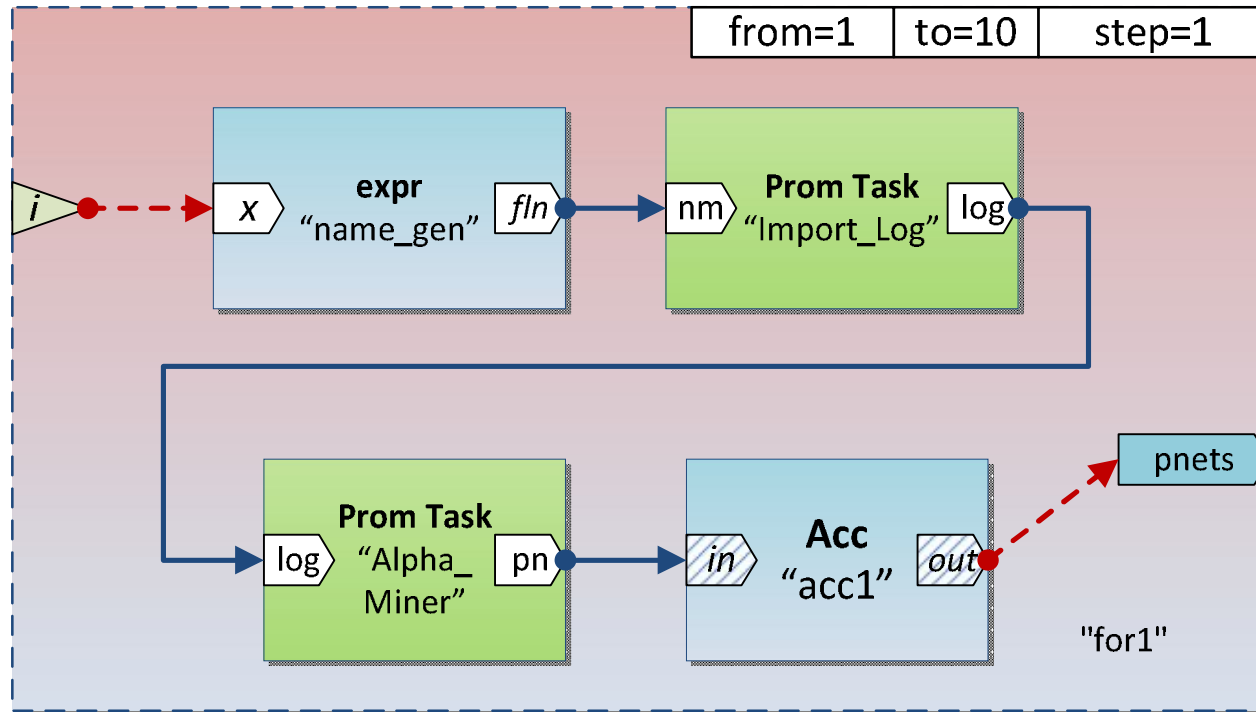 from=1 to=10 step=1
i
x
expr
“name_gen”
fln
nm
Prom Task
“Import_Log”
log
log
Prom Task
“Alpha_
Miner”
pn
in
Acc
“acc1”
out
pnets
"for1"